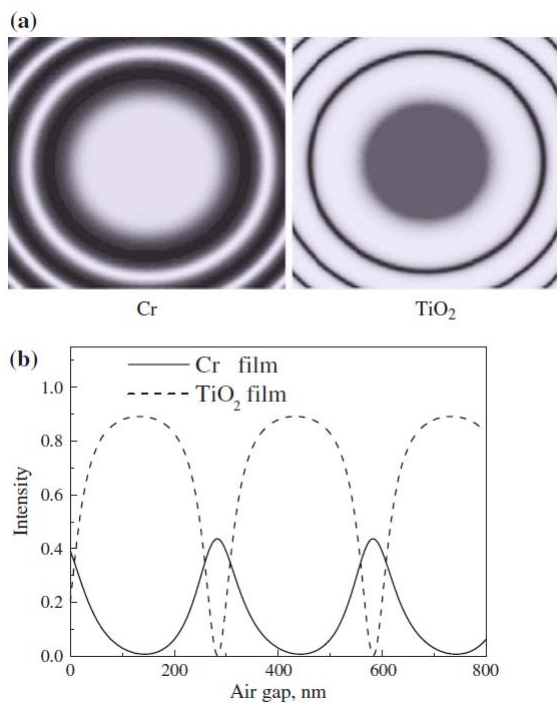 (a)
Cr
TiO₂
(b)
Cr film
TiO₂ film
1.0
0.8
0.6
0.4
0.2
0.0
Intensity
0
200
400
600
800
Air gap, nm